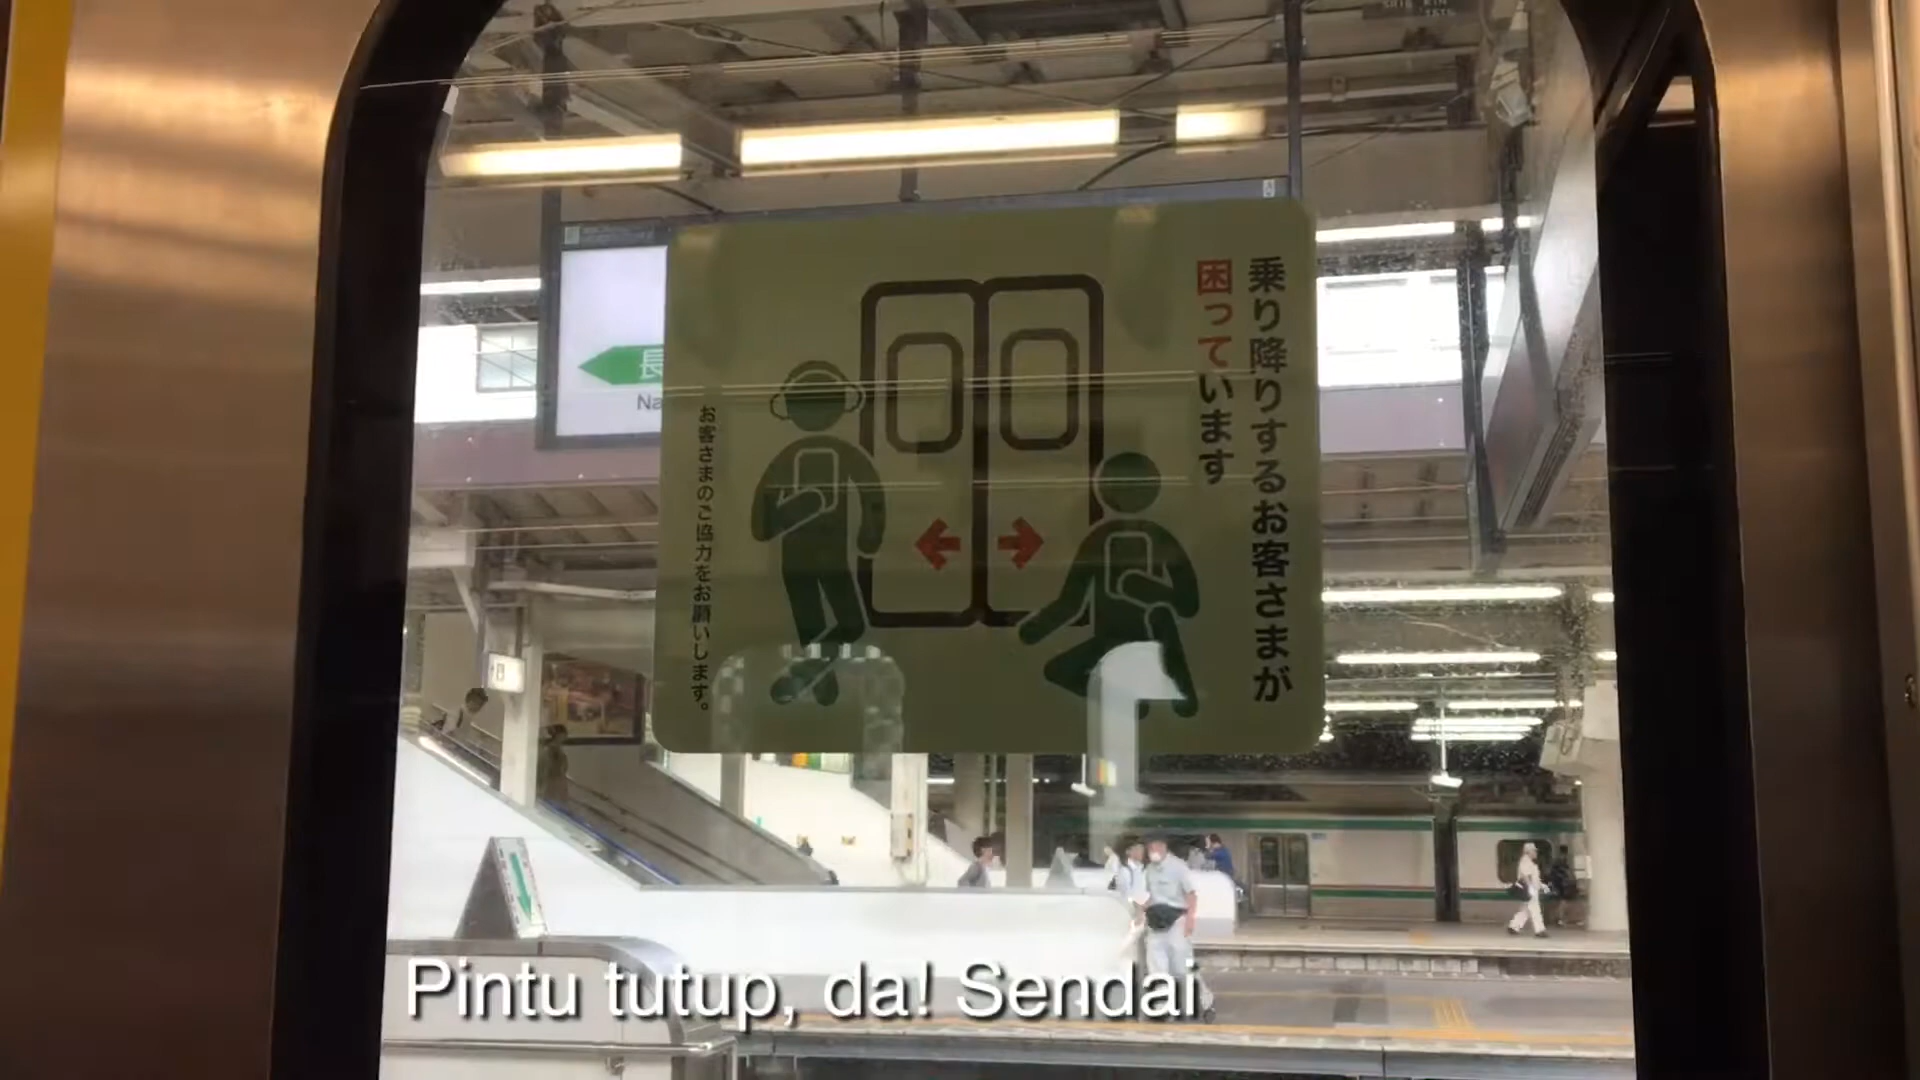 乗り降りするお客さまが
困っています
お客さまのご協力をお願いします。
長
Na
Pintu tutup, da! Sendai